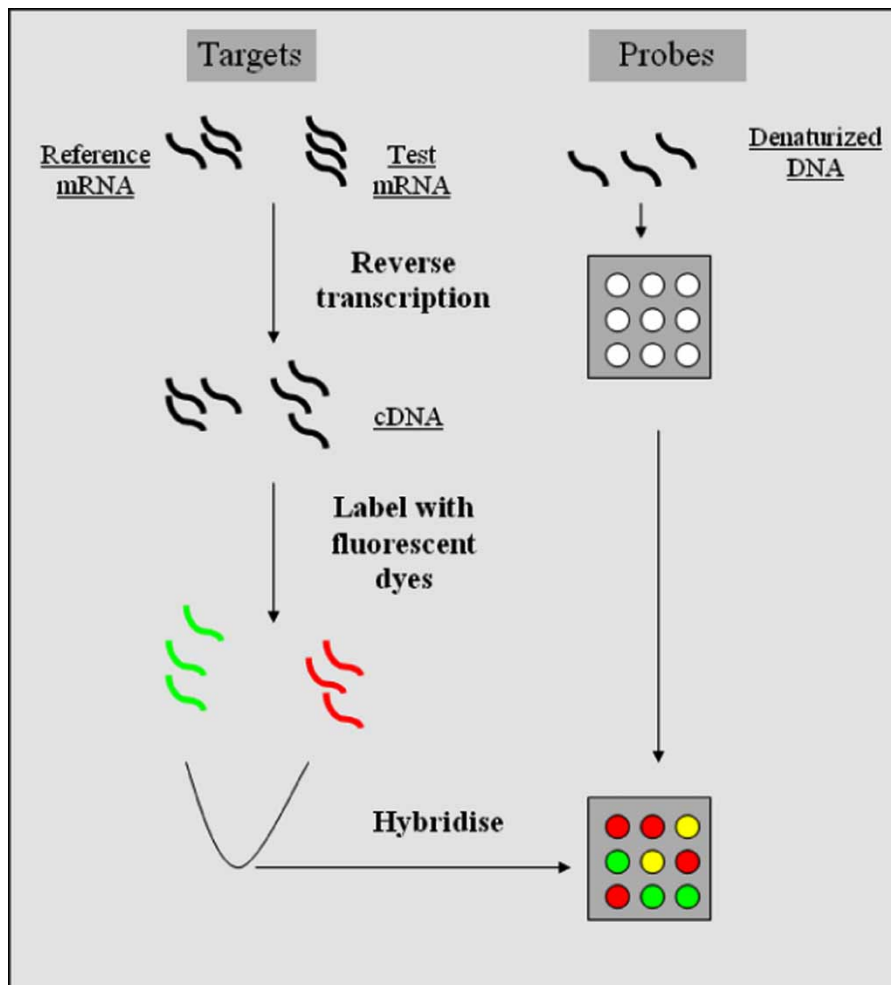 Targets
Probes
Reference
mRNA
Test
mRNA
Denaturized
DNA
Reverse
transcription
cDNA
Label with
fluorescent
dyes
Hybridise